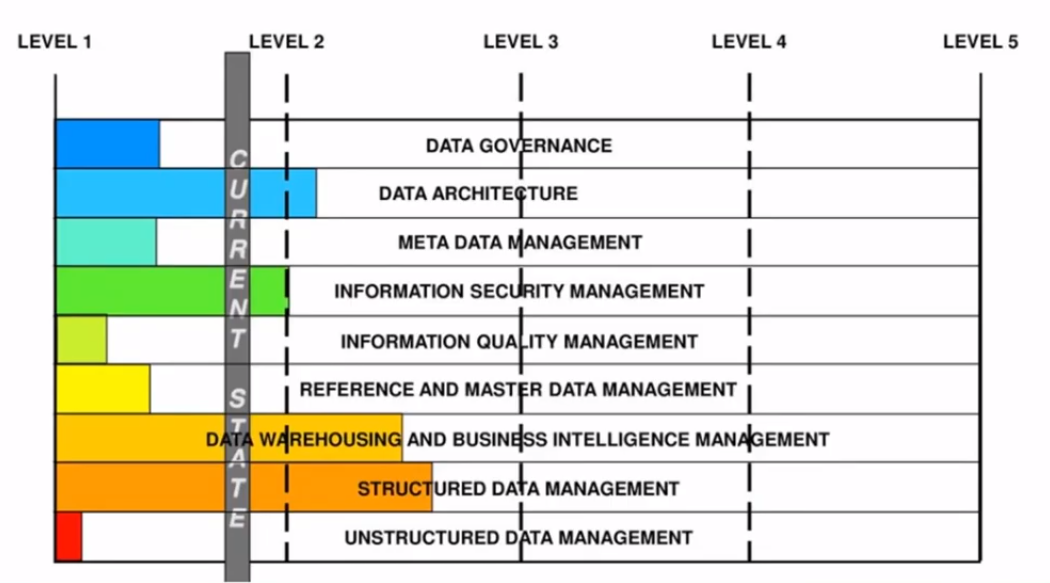 LEVEL 1
LEVEL 2
LEVEL 3
LEVEL 4
LEVEL 5
CURRENT STATE
DATA GOVERNANCE
DATA ARCHITECTURE
META DATA MANAGEMENT
INFORMATION SECURITY MANAGEMENT
INFORMATION QUALITY MANAGEMENT
REFERENCE AND MASTER DATA MANAGEMENT
DATA WAREHOUSING AND BUSINESS INTELLIGENCE MANAGEMENT
STRUCTURED DATA MANAGEMENT
UNSTRUCTURED DATA MANAGEMENT